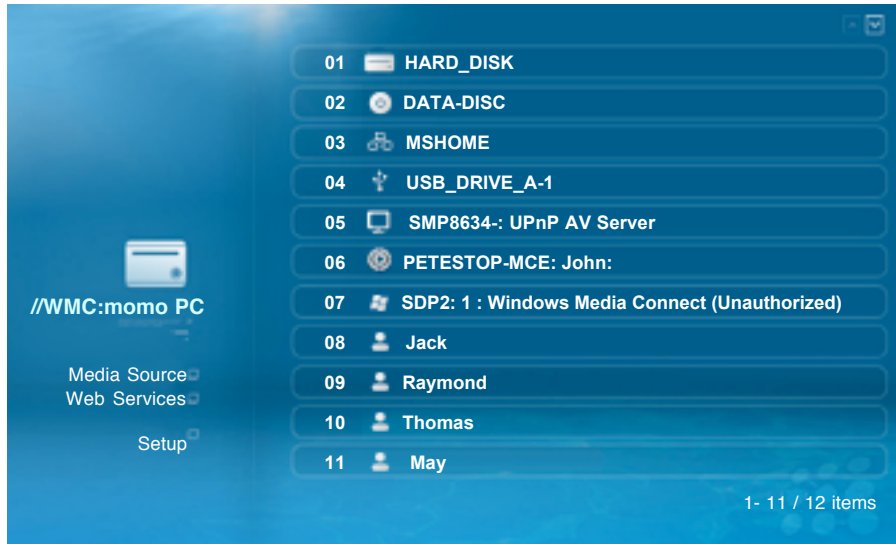 01 HARD_DISK
02 DATA-DISC
03 MSHOME
04 USB_DRIVE_A-1
05 SMP8634-: UPnP AV Server
06 PETESTOP-MCE: John:
07 SDP2: 1 : Windows Media Connect (Unauthorized)
08 Jack
09 Raymond
10 Thomas
11 May
//WMC:momo PC
Media Source
Web Services
Setup
1- 11 / 12 items